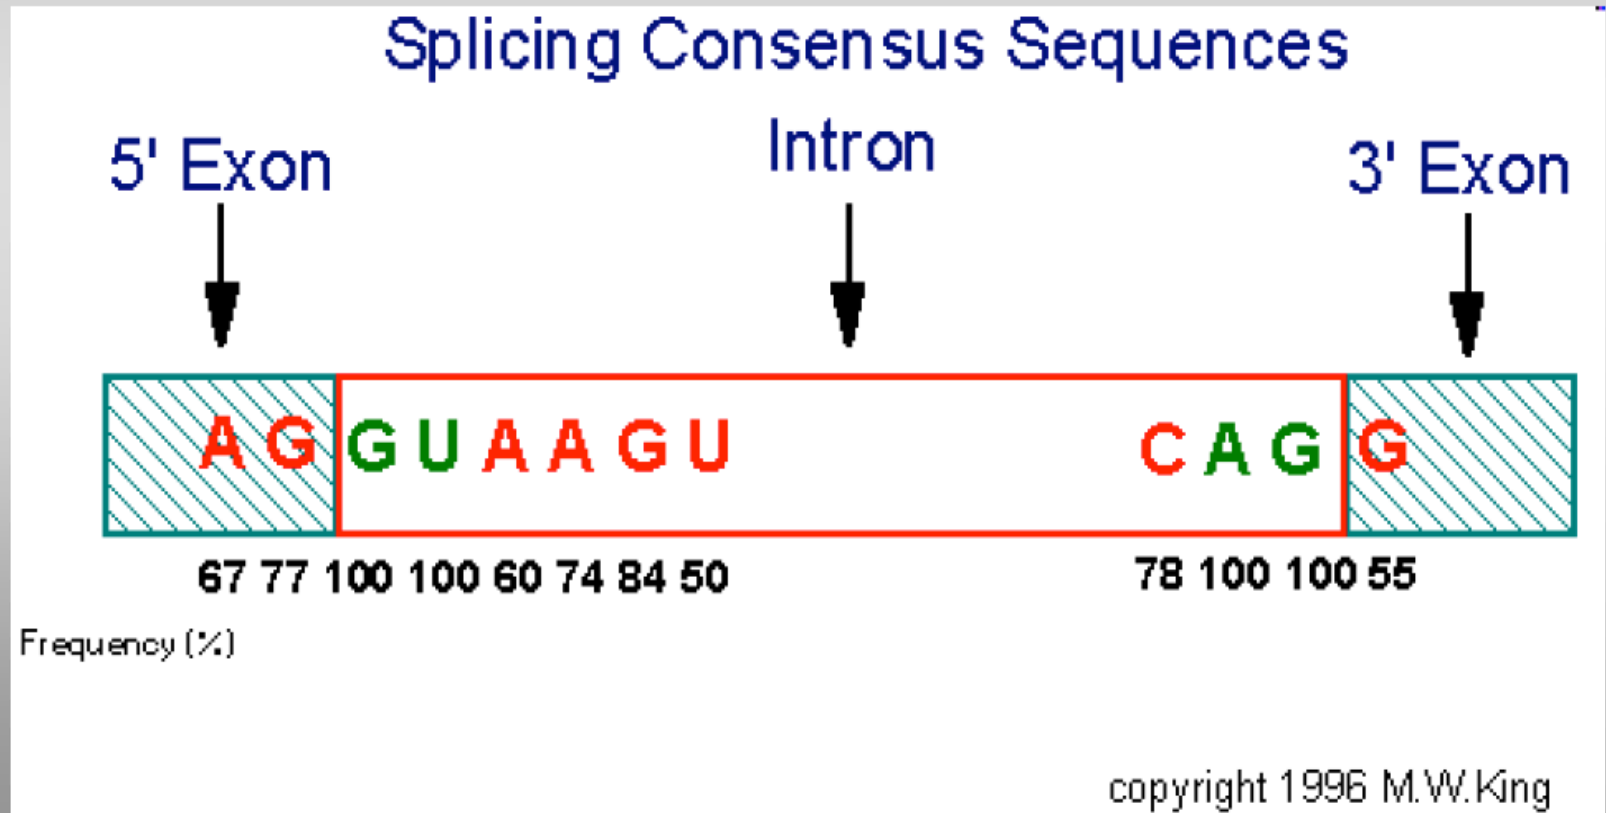 Splicing Consensus Sequences
5' Exon
Intron
3' Exon
A G G U A A G U
C A G G
67 77 100 100 60 74 84 50
78 100 100 55
Frequency (%)
copyright 1996 M.W.King